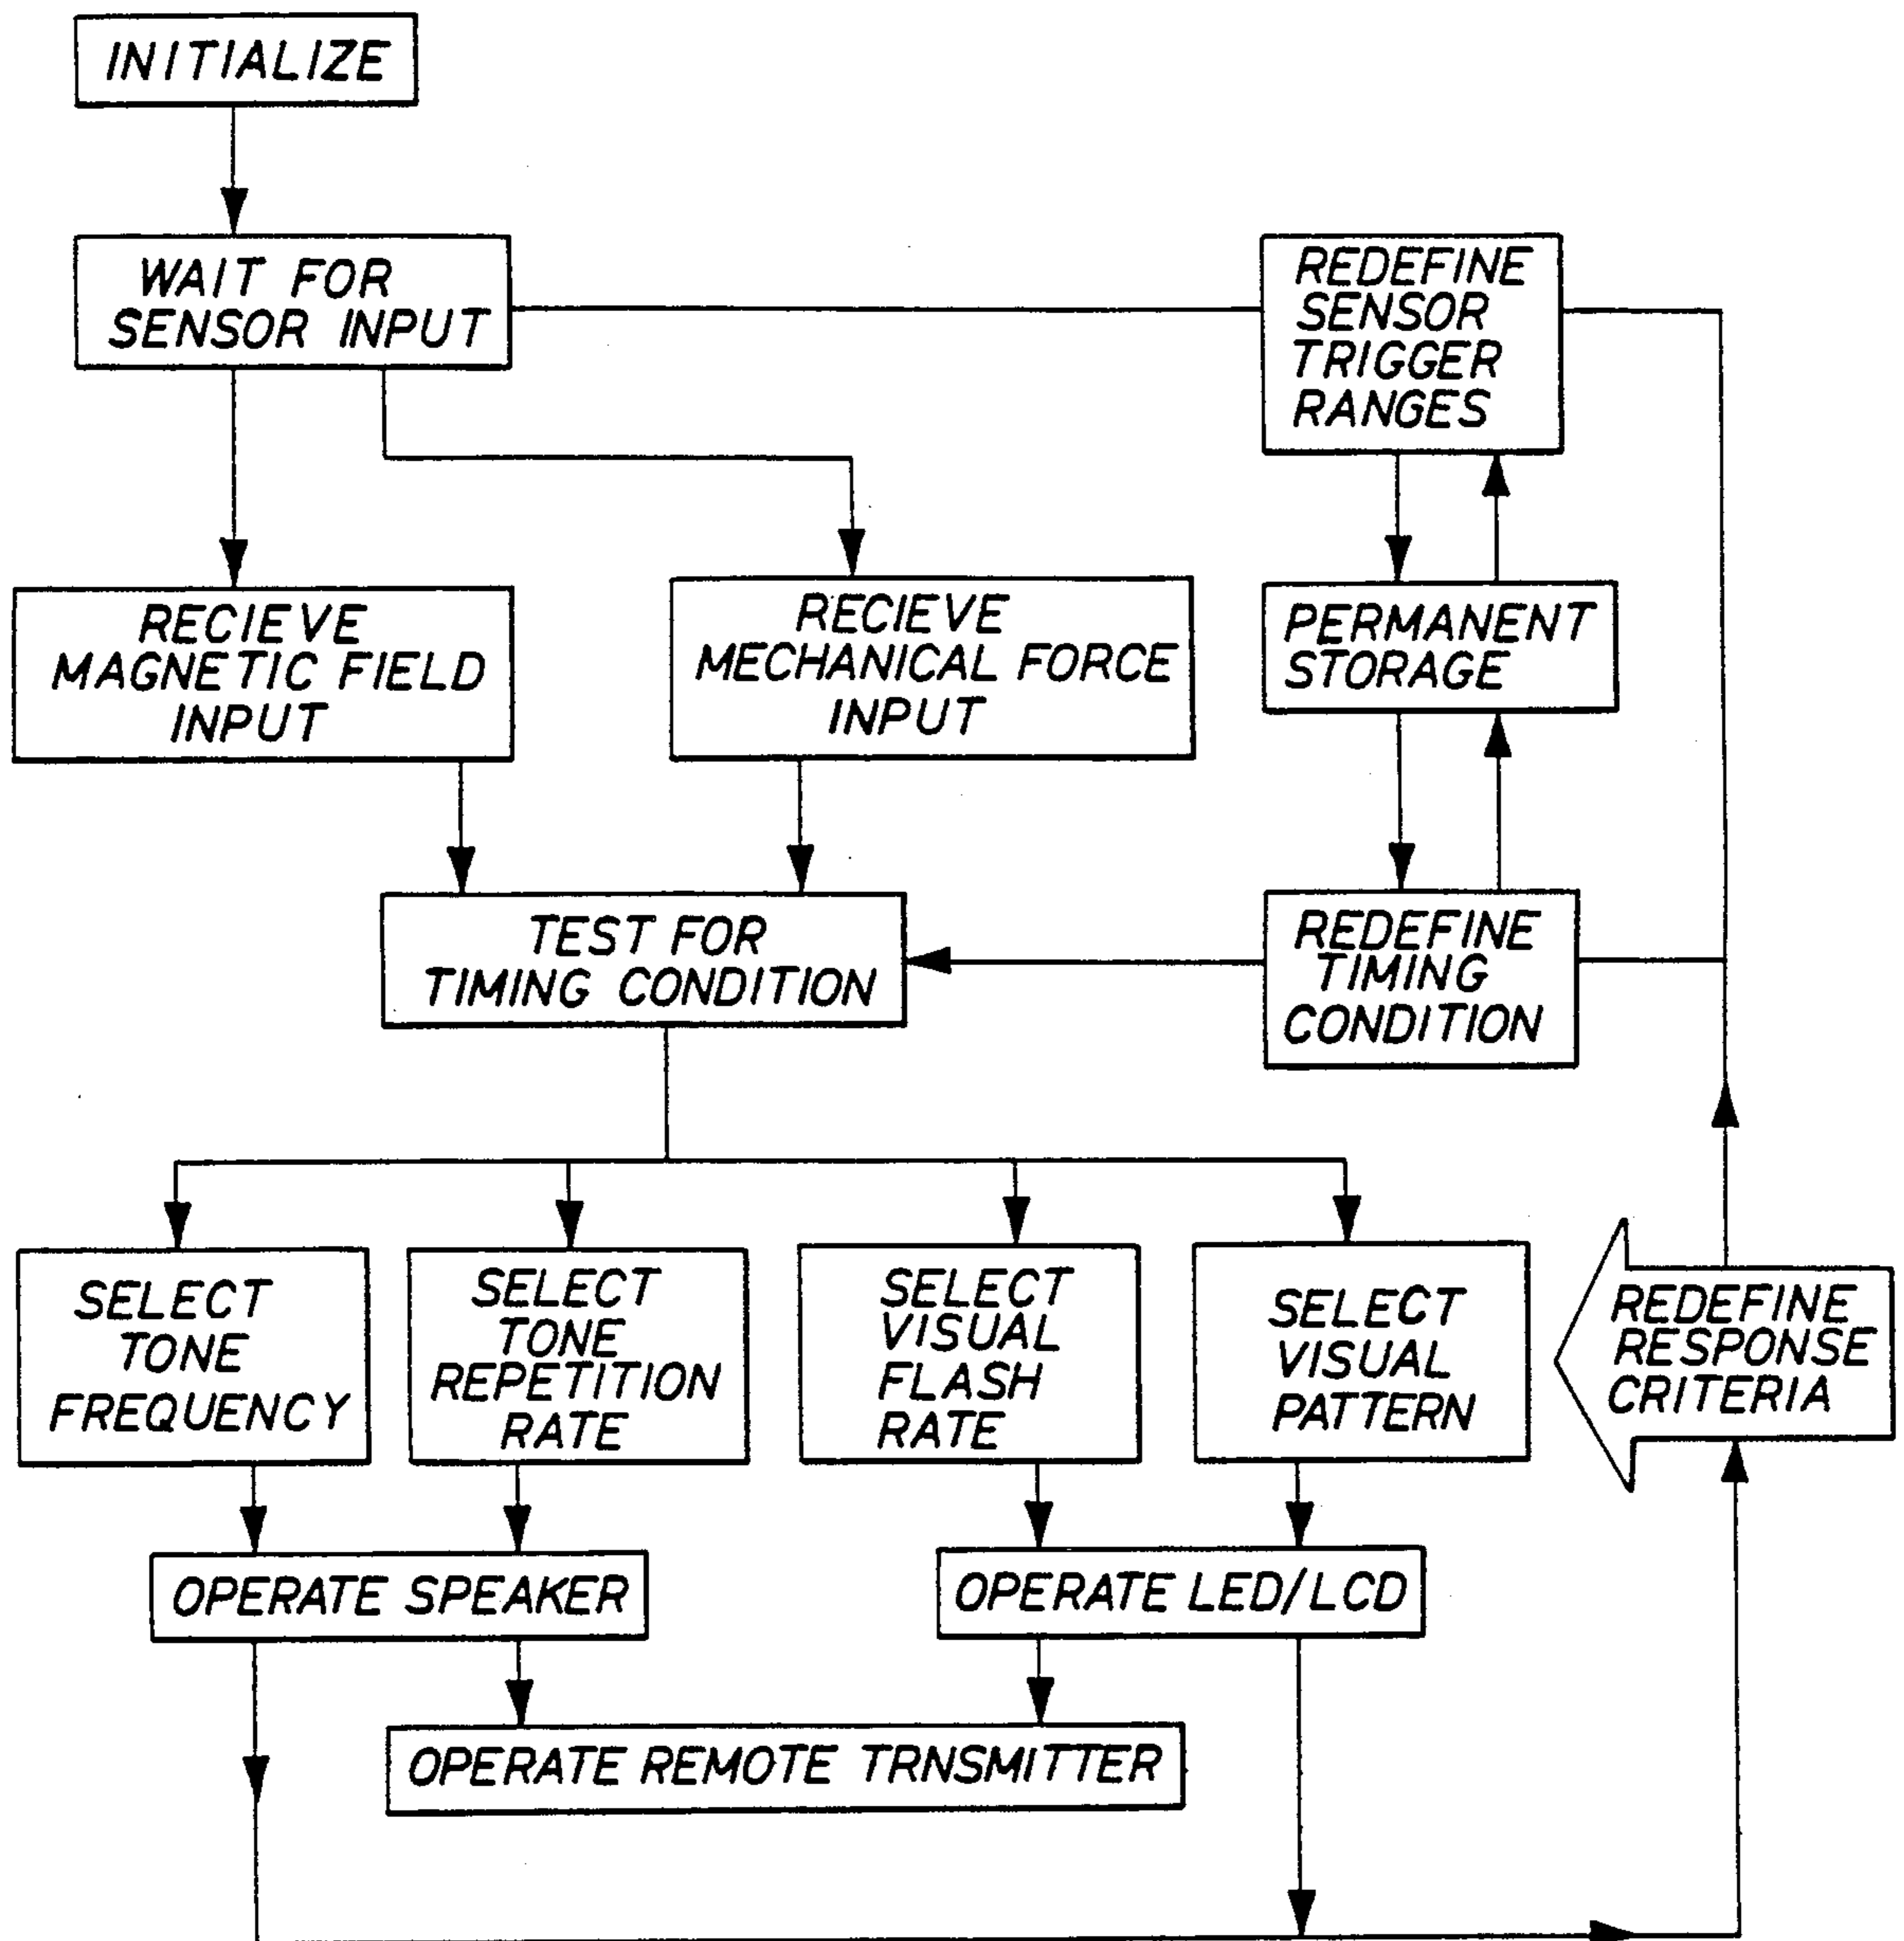 INITIALIZE
WAIT FOR
SENSOR INPUT
REDEFINE
SENSOR
TRIGGER
RANGES
RECIEVE
MAGNETIC FIELD
INPUT
RECIEVE
MECHANICAL FORCE
INPUT
PERMANENT
STORAGE
TEST FOR
TIMING CONDITION
REDEFINE
TIMING
CONDITION
SELECT
TONE
FREQUENCY
SELECT
TONE
REPETITION
RATE
SELECT
VISUAL
FLASH
RATE
SELECT
VISUAL
PATTERN
REDEFINE
RESPONSE
CRITERIA
OPERATE SPEAKER
OPERATE LED/LCD
OPERATE REMOTE TRNSMITTER